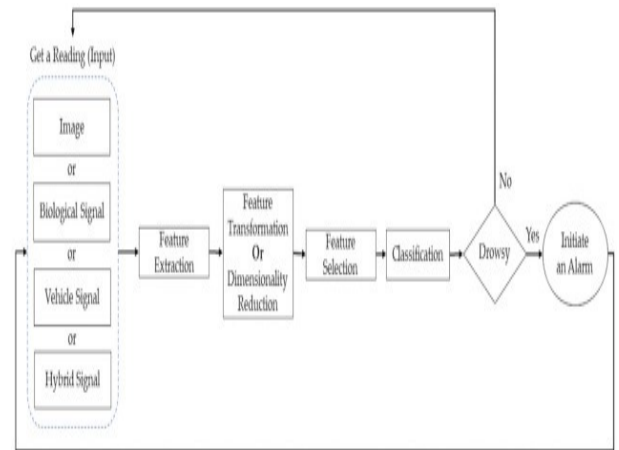 Get a Reading (Input)
Image
or
Biological Signal
or
Vehicle Signal
or
Hybrid Signal
Feature
Extraction
Feature
Transformation
Or
Dimensionality
Reduction
Feature
Selection
Classification
Drowsy
No
Yes
Initiate
an Alarm